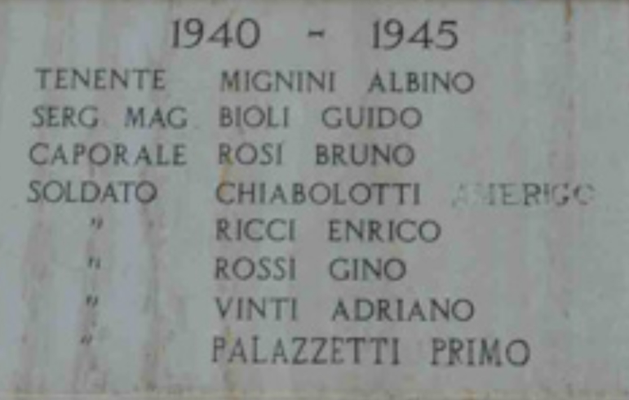 1940 - 1945
TENENTE MIGNINI ALBINO
SERG MAG BIOLI GUIDO
CAPORALE ROSI BRUNO
SOLDATO CHIABOLOTTI AMERIGO
" RICCI ENRICO
" ROSSI GINO
" VINTI ADRIANO
" PALAZZETTI PRIMO